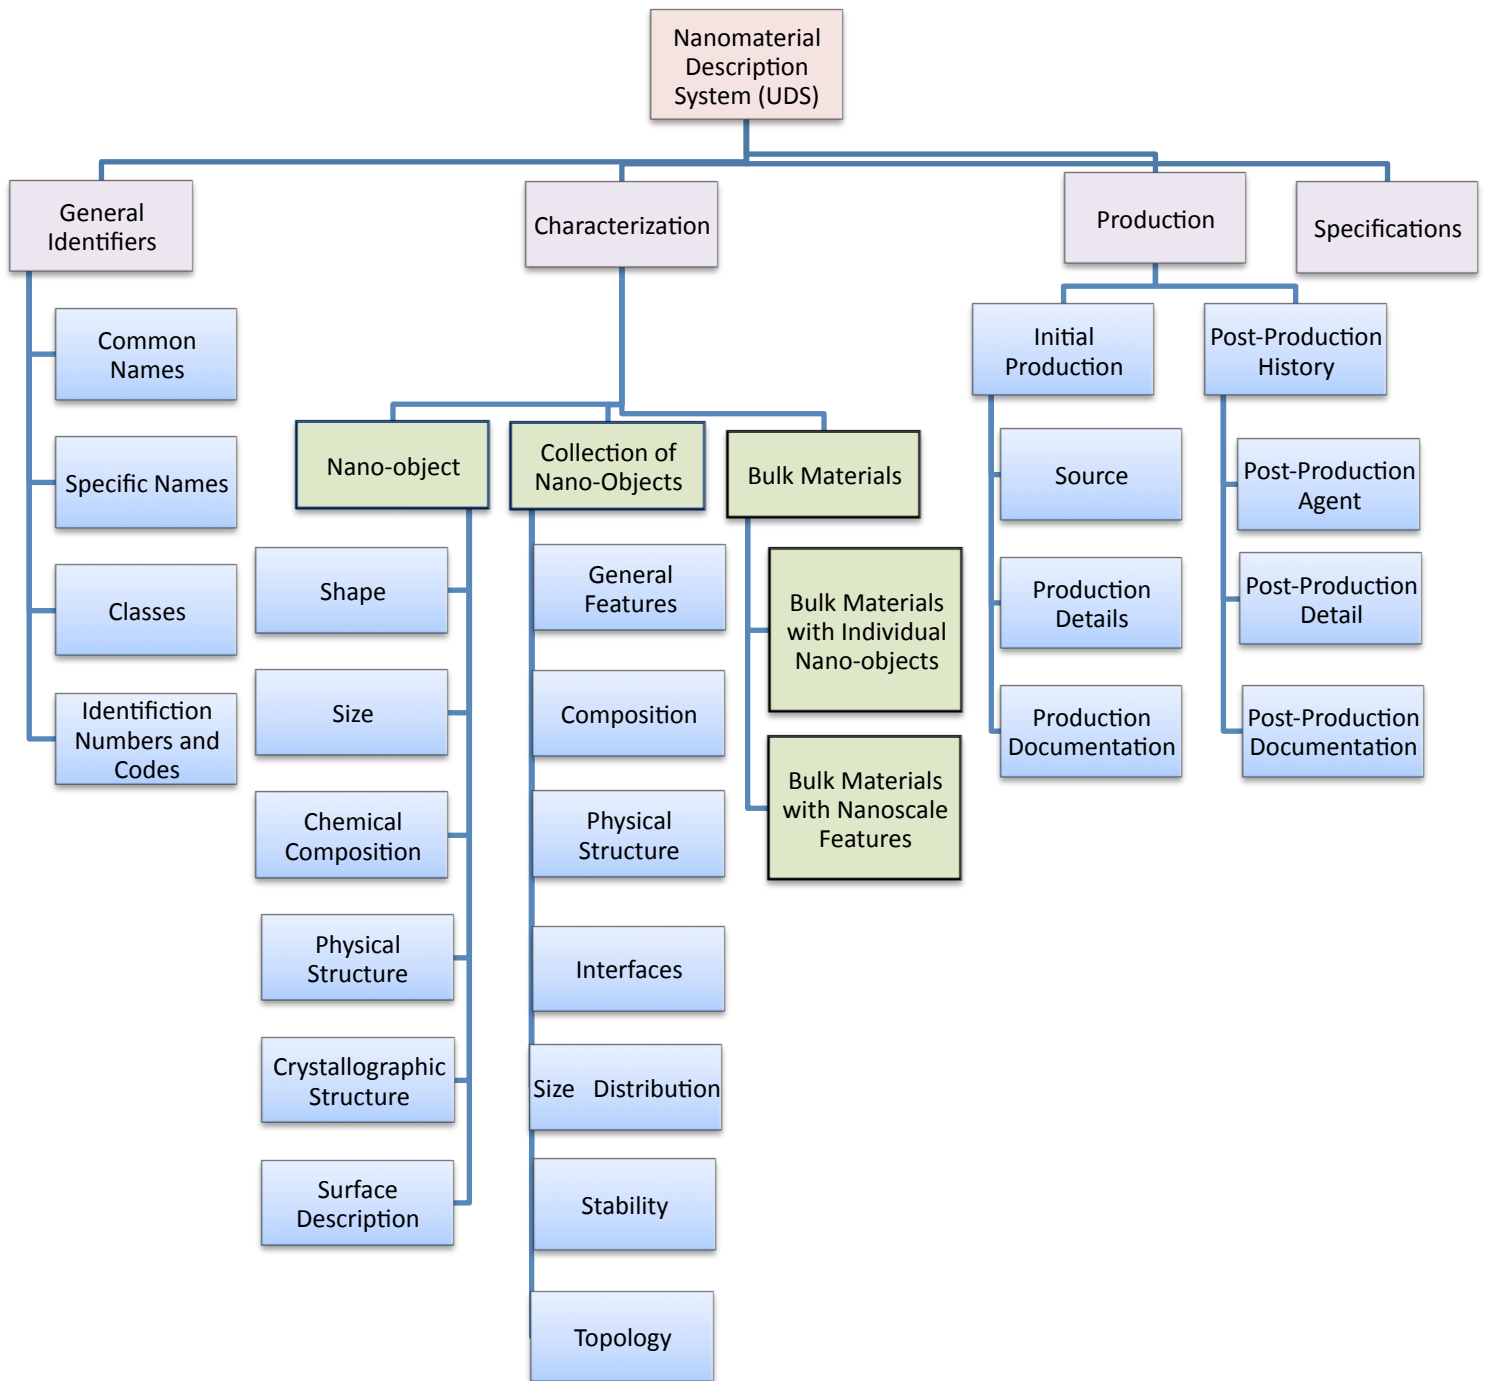 Nanomaterial
Description
System (UDS)
General
Identifiers
Characterization
Production
Specifications
Common
Names
Specific Names
Classes
Identifiction
Numbers and
Codes
Nano-object
Shape
Size
Chemical
Composition
Physical
Structure
Crystallographic
Structure
Surface
Description
Collection of
Nano-Objects
General
Features
Composition
Physical
Structure
Interfaces
Size Distribution
Stability
Topology
Bulk Materials
Bulk Materials
with Individual
Nano-objects
Bulk Materials
with Nanoscale
Features
Initial
Production
Source
Production
Details
Production
Documentation
Post-Production
History
Post-Production
Agent
Post-Production
Detail
Post-Production
Documentation